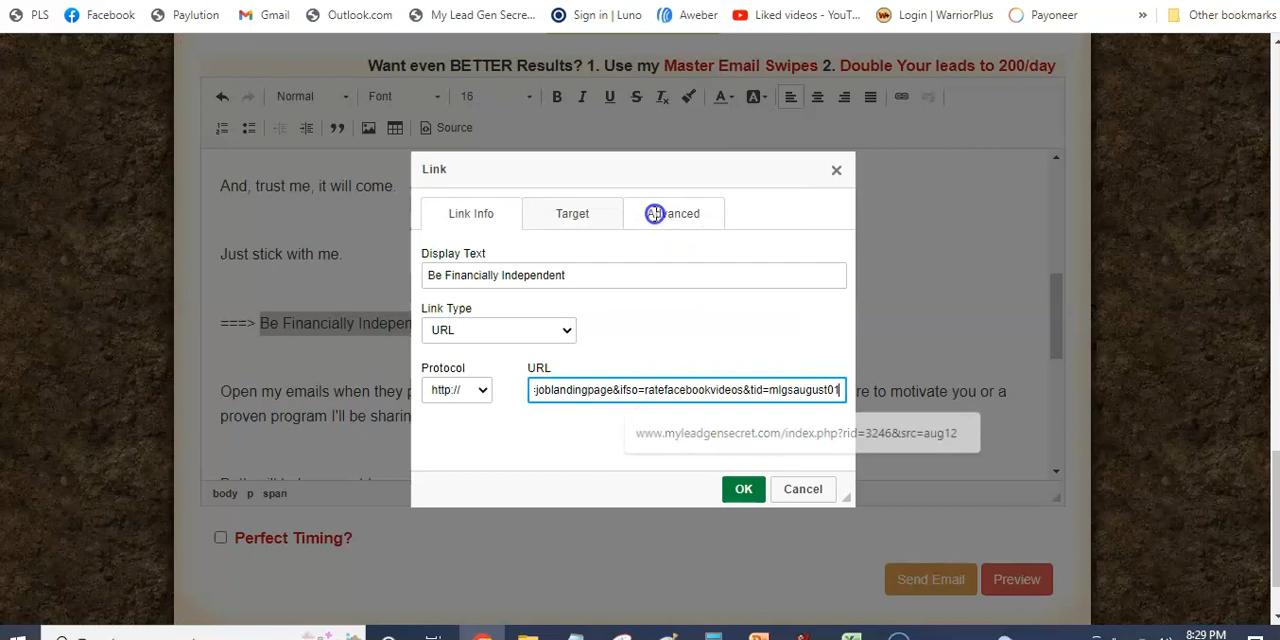 PLS Facebook Paylution Gmail Outlook.com My Lead Gen Secre... Sign in | Luno Aweber Liked videos - YouT... Login | WarriorPlus Payoneer » Other bookmarks
Want even BETTER Results? 1. Use my Master Email Swipes 2. Double Your leads to 200/day
Normal Font 16 B I U S Tx A A
Source
Link
And, trust me, it will come.
Link Info Target Advanced
Just stick with me.
Display Text
Be Financially Independent
Link Type
===> Be Financially Indepen
URL
Protocol URL
http:// :joblandingpage&ifso=ratefacebookvideos&tid=mlgsaugust01
Open my emails when they p re to motivate you or a
proven program I'll be sharin
www.myleadgensecret.com/index.php?rid=3246&src=aug12
OK Cancel
body p span
Perfect Timing?
Send Email Preview
8:29 PM